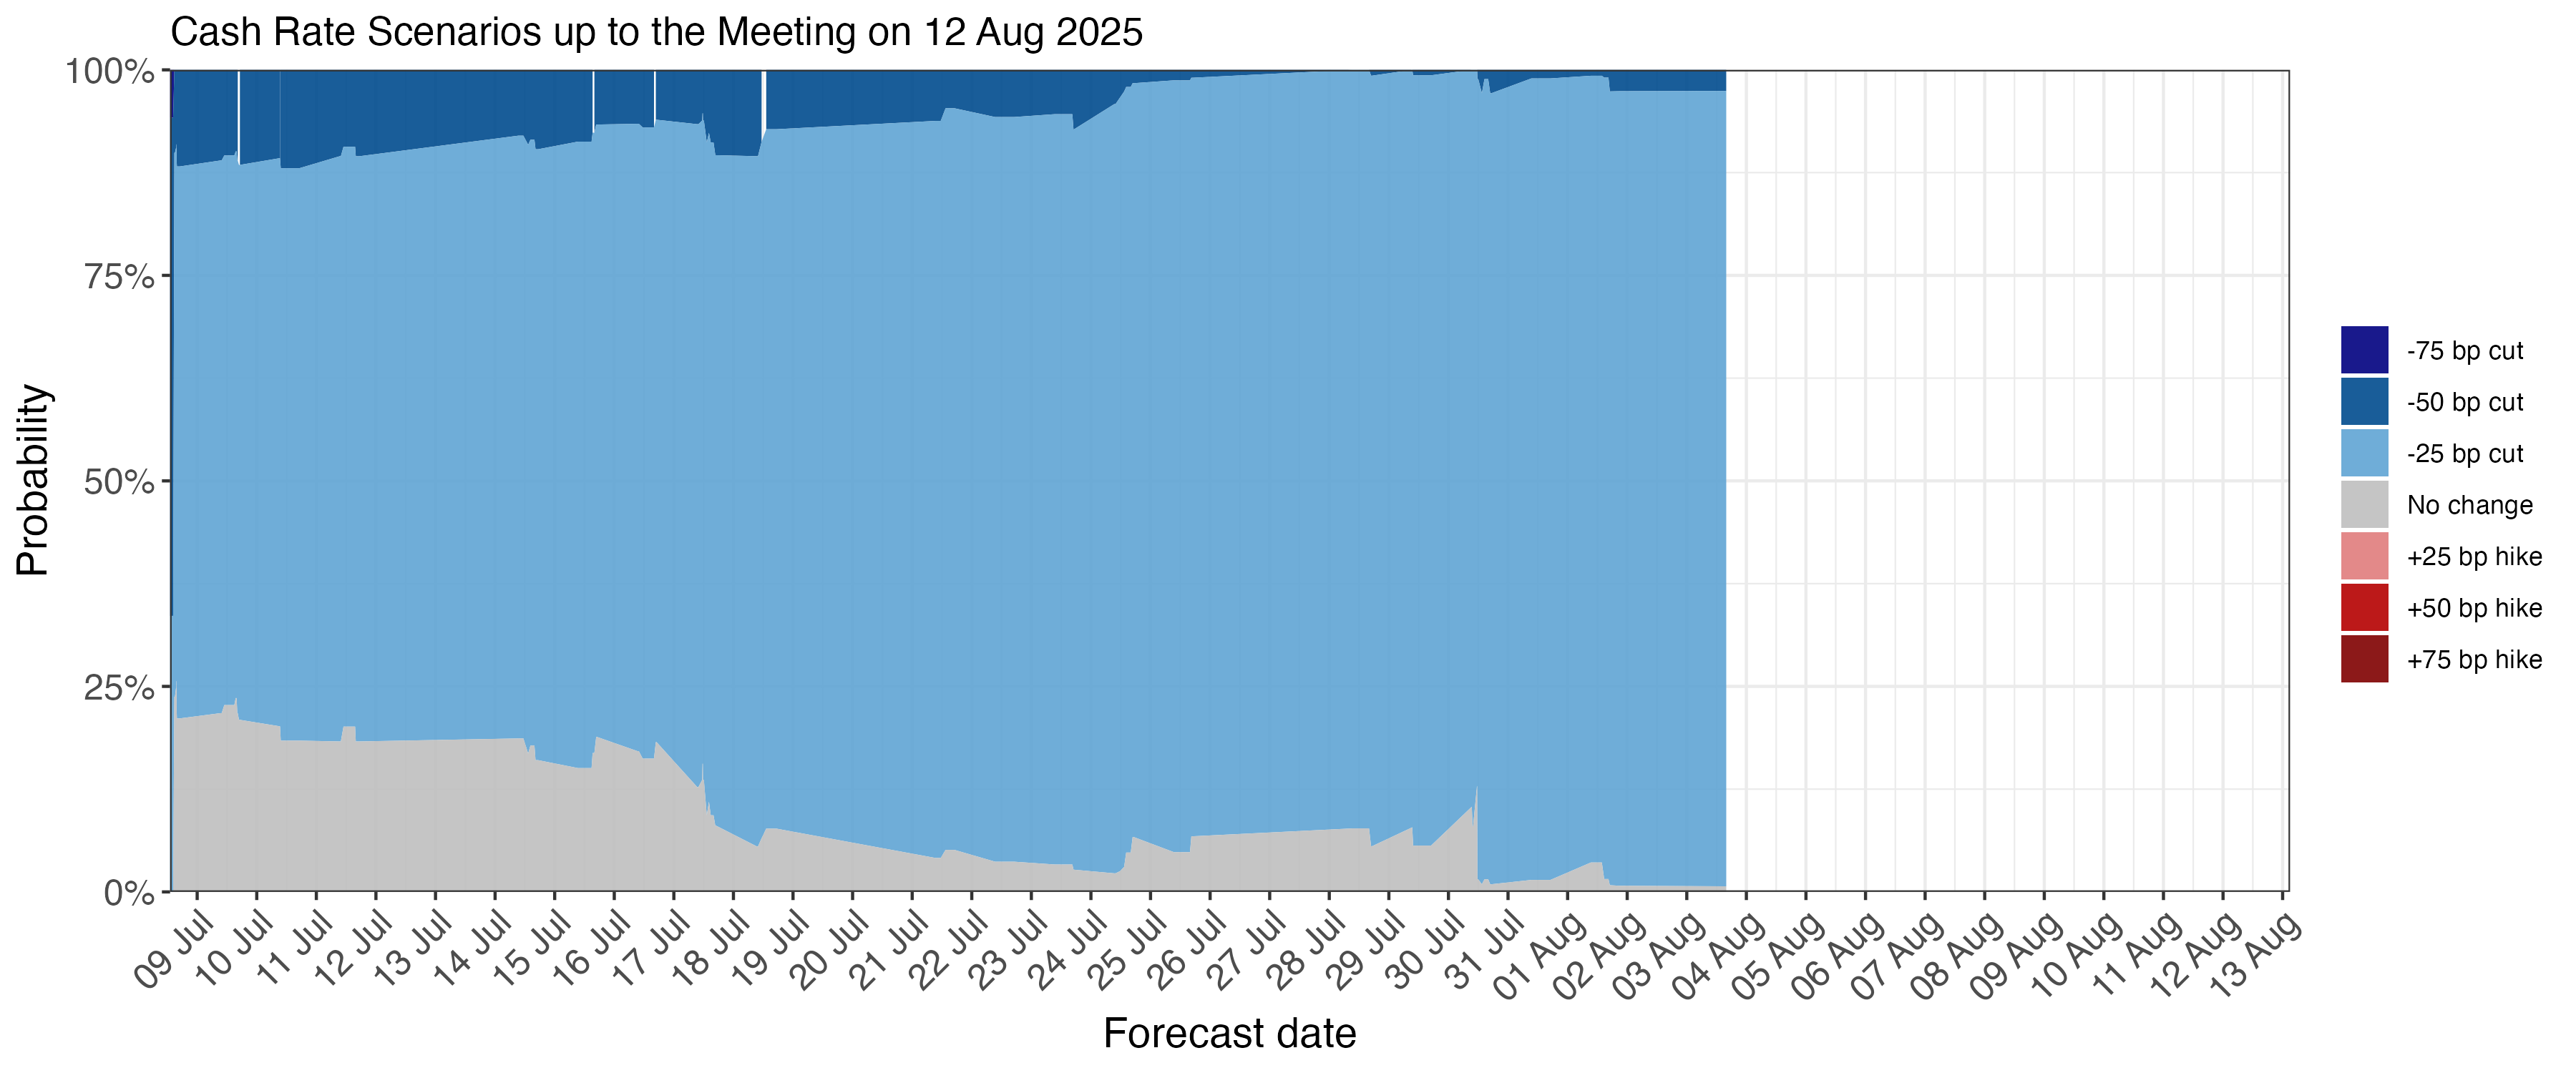 Cash Rate Scenarios up to the Meeting on 12 Aug 2025
100%
75%
50%
25%
0%
Probability
09 Jul
10 Jul
11 Jul
12 Jul
13 Jul
14 Jul
15 Jul
16 Jul
17 Jul
18 Jul
19 Jul
20 Jul
21 Jul
22 Jul
23 Jul
24 Jul
25 Jul
26 Jul
27 Jul
28 Jul
29 Jul
30 Jul
31 Jul
01 Aug
02 Aug
03 Aug
04 Aug
05 Aug
06 Aug
07 Aug
08 Aug
09 Aug
10 Aug
11 Aug
12 Aug
13 Aug
Forecast date
-75 bp cut
-50 bp cut
-25 bp cut
No change
+25 bp hike
+50 bp hike
+75 bp hike